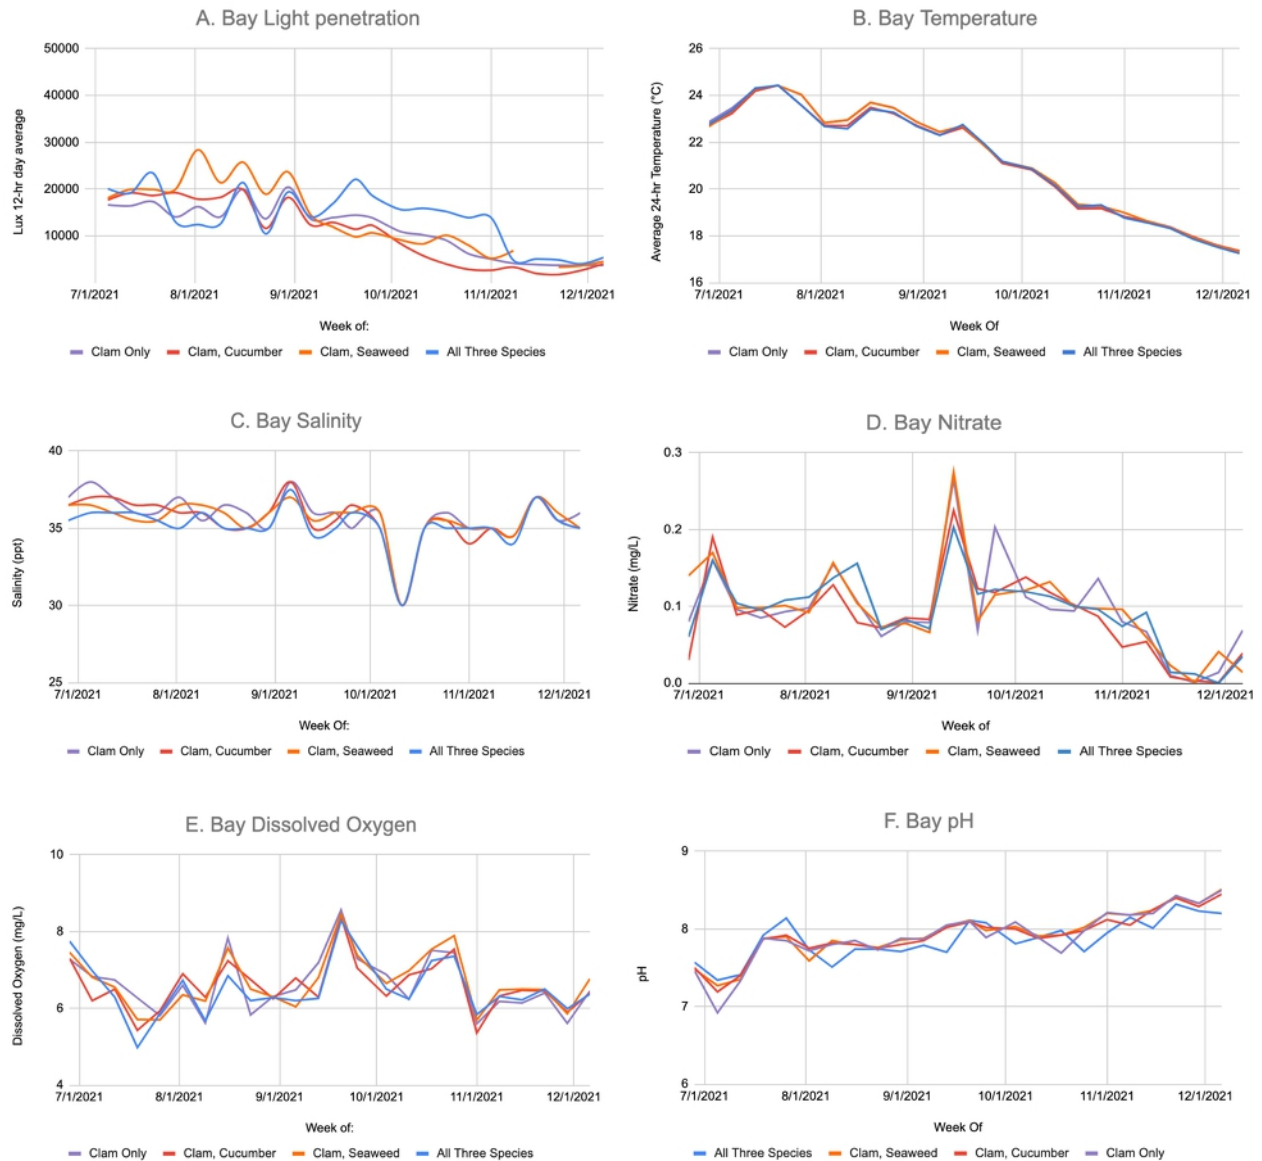 A. Bay Light penetration
50000
40000
30000
20000
10000
Lux 12-hr day average
7/1/2021 8/1/2021 9/1/2021 10/1/2021 11/1/2021 12/1/2021
Week of:
Clam Only Clam, Cucumber Clam, Seaweed All Three Species
B. Bay Temperature
26
24
22
20
18
16
Average 24-hr Temperature (°C)
7/1/2021 8/1/2021 9/1/2021 10/1/2021 11/1/2021 12/1/2021
Week Of
Clam Only Clam, Cucumber Clam, Seaweed All Three Species
C. Bay Salinity
40
35
30
25
Salinity (ppt)
7/1/2021 8/1/2021 9/1/2021 10/1/2021 11/1/2021 12/1/2021
Week Of:
Clam Only Clam, Cucumber Clam, Seaweed All Three Species
D. Bay Nitrate
0.3
0.2
0.1
0.0
Nitrate (mg/L)
7/1/2021 8/1/2021 9/1/2021 10/1/2021 11/1/2021 12/1/2021
Week of
Clam Only Clam, Cucumber Clam, Seaweed All Three Species
E. Bay Dissolved Oxygen
10
8
6
4
Dissolved Oxygen (mg/L)
7/1/2021 8/1/2021 9/1/2021 10/1/2021 11/1/2021 12/1/2021
Week of:
Clam Only Clam, Cucumber Clam, Seaweed All Three Species
F. Bay pH
9
8
7
6
pH
7/1/2021 8/1/2021 9/1/2021 10/1/2021 11/1/2021 12/1/2021
Week Of
All Three Species Clam, Seaweed Clam, Cucumber Clam Only